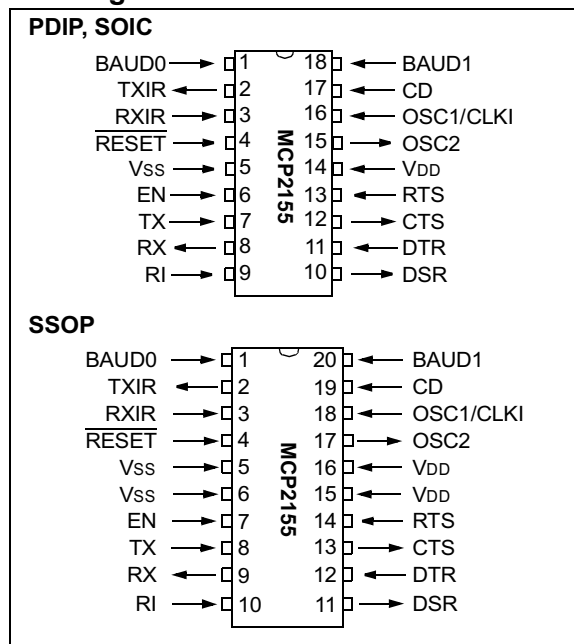 PDIP, SOIC
BAUD0 1 18 BAUD1
TXIR 2 17 CD
RXIR 3 16 OSC1/CLKI
RESET 4 15 OSC2
VSS 5 14 VDD
EN 6 13 RTS
TX 7 12 CTS
RX 8 11 DTR
RI 9 10 DSR
MCP2155
SSOP
BAUD0 1 20 BAUD1
TXIR 2 19 CD
RXIR 3 18 OSC1/CLKI
RESET 4 17 OSC2
VSS 5 16 VDD
VSS 6 15 VDD
EN 7 14 RTS
TX 8 13 CTS
RX 9 12 DTR
RI 10 11 DSR
MCP2155